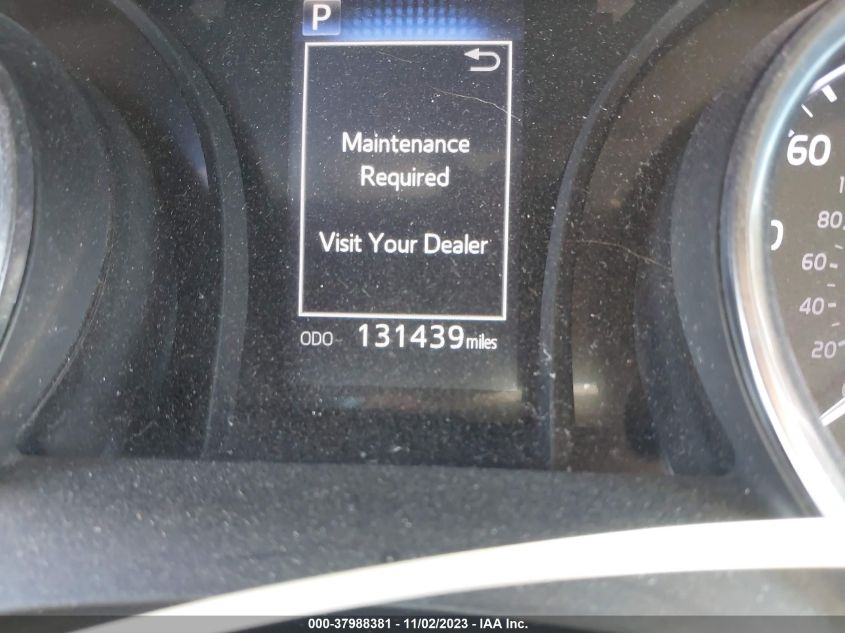 P
Maintenance
Required
Visit Your Dealer
ODO 131439 miles
60
80
60
40
20
000-37988381 - 11/02/2023 - IAA Inc.